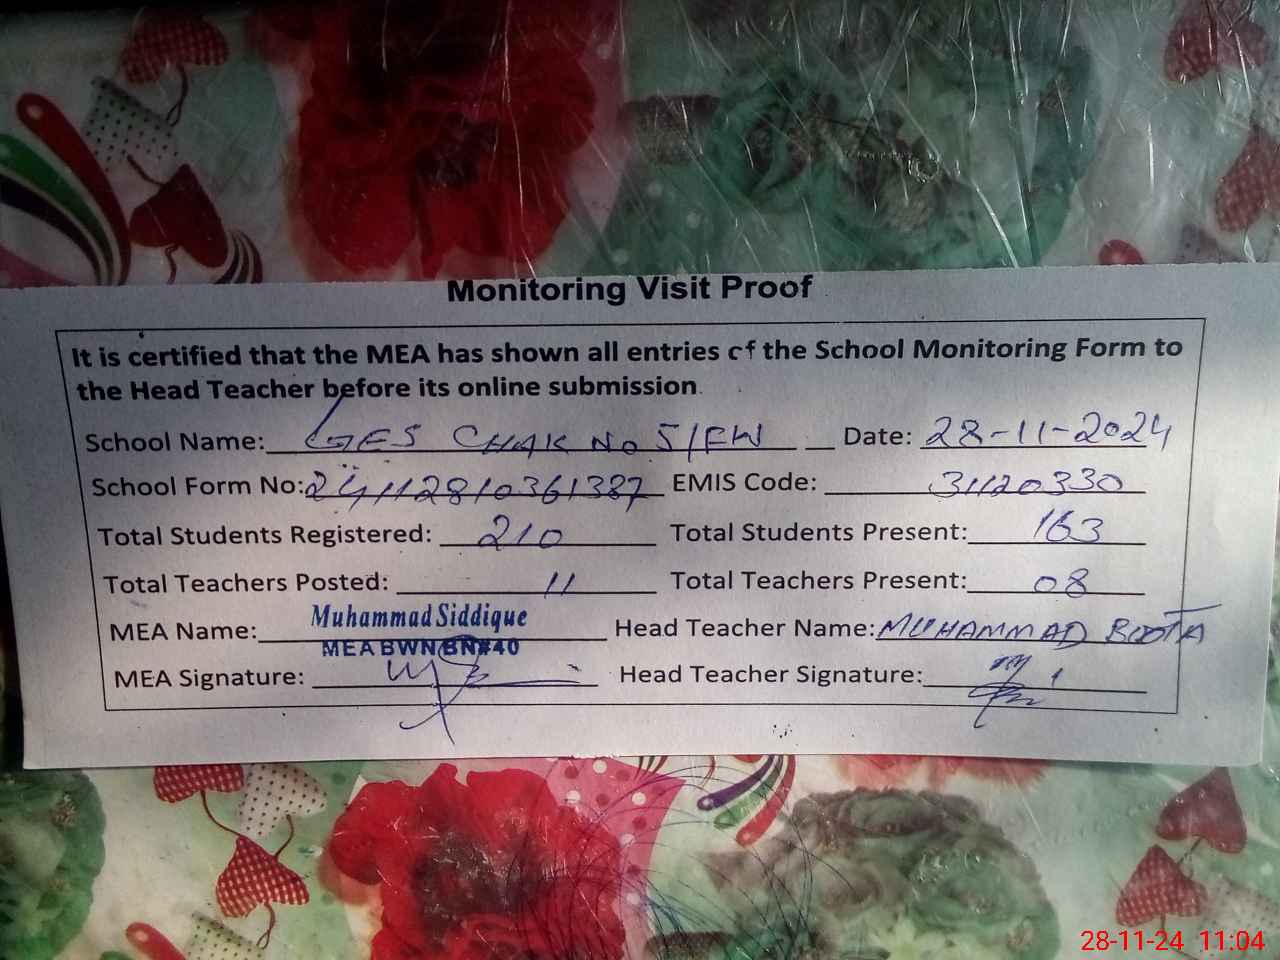 Monitoring Visit Proof
It is certified that the MEA has shown all entries of the School Monitoring Form to
the Head Teacher before its online submission.
School Name: GES CHAK No 5/FW Date: 28-11-2024
School Form No: 24112810361387 EMIS Code: 31120330
Total Students Registered: 210 Total Students Present: 163
Total Teachers Posted: 11 Total Teachers Present: 08
MEA Name: Muhammad Siddique Head Teacher Name: MUHAMMAD BOOTA
MEA BWN/BN#40
MEA Signature: Head Teacher Signature:
28-11-24 11:04